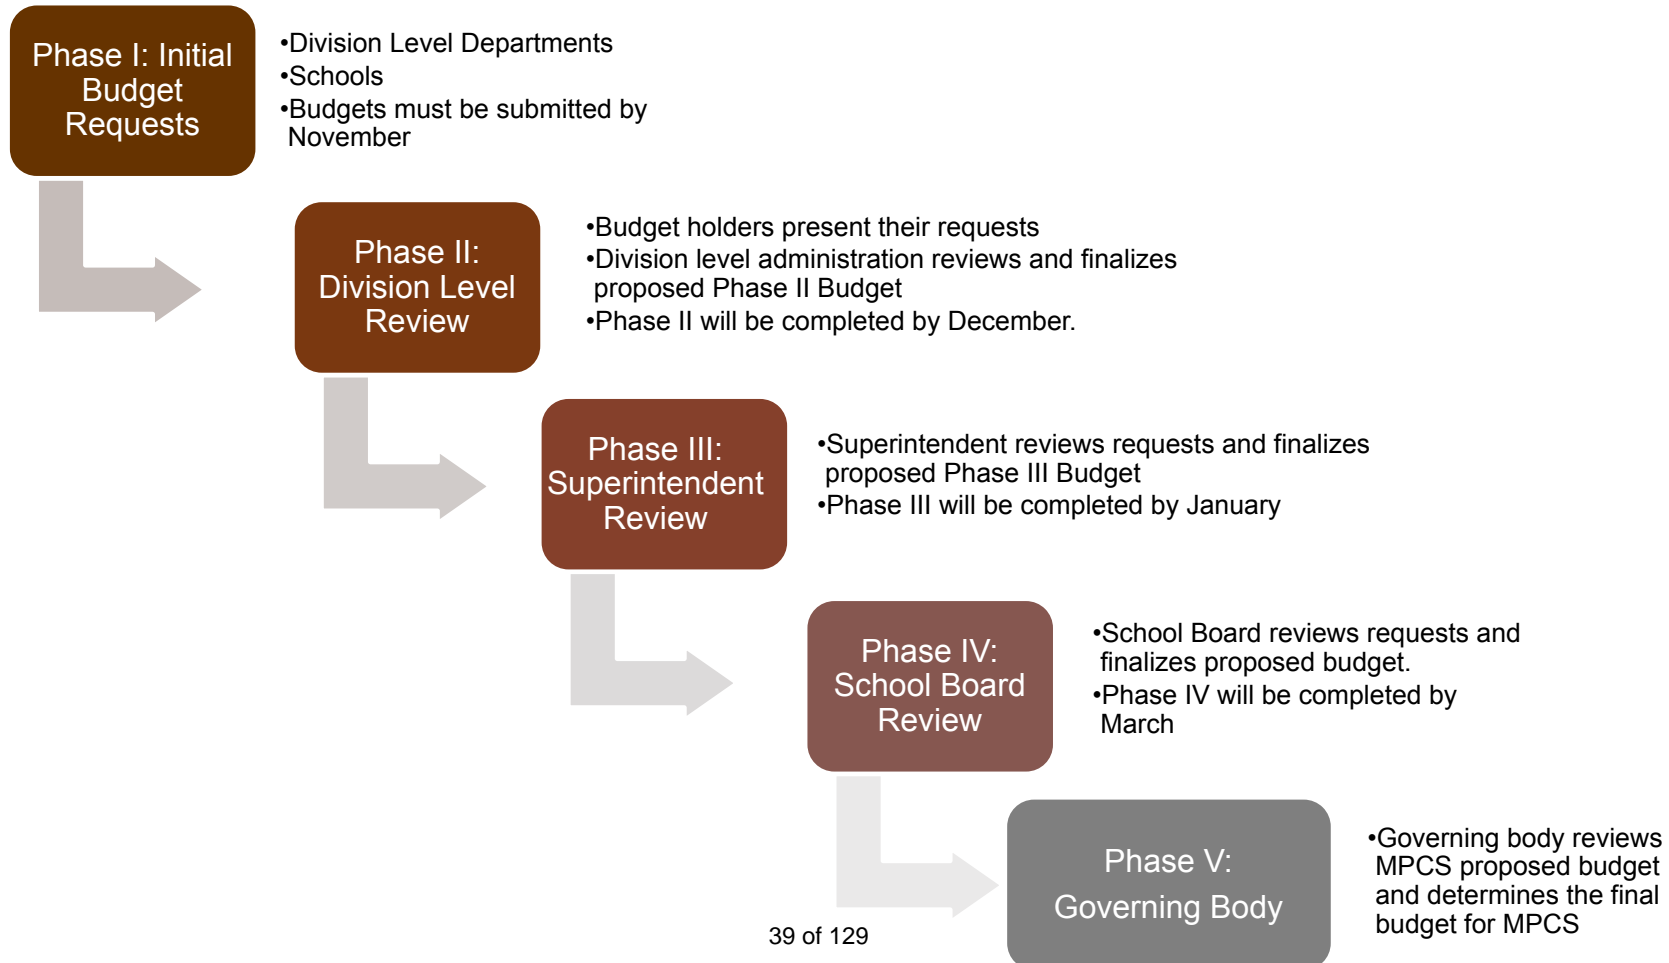 Phase I: Initial
Budget
Requests
•Division Level Departments
•Schools
•Budgets must be submitted by
November
Phase II:
Division Level
Review
•Budget holders present their requests
•Division level administration reviews and finalizes
proposed Phase II Budget
•Phase II will be completed by December.
Phase III:
Superintendent
Review
•Superintendent reviews requests and finalizes
proposed Phase III Budget
•Phase III will be completed by January
Phase IV:
School Board
Review
•School Board reviews requests and
finalizes proposed budget.
•Phase IV will be completed by
March
Phase V:
Governing Body
•Governing body reviews
MPCS proposed budget
and determines the final
budget for MPCS
39 of 129